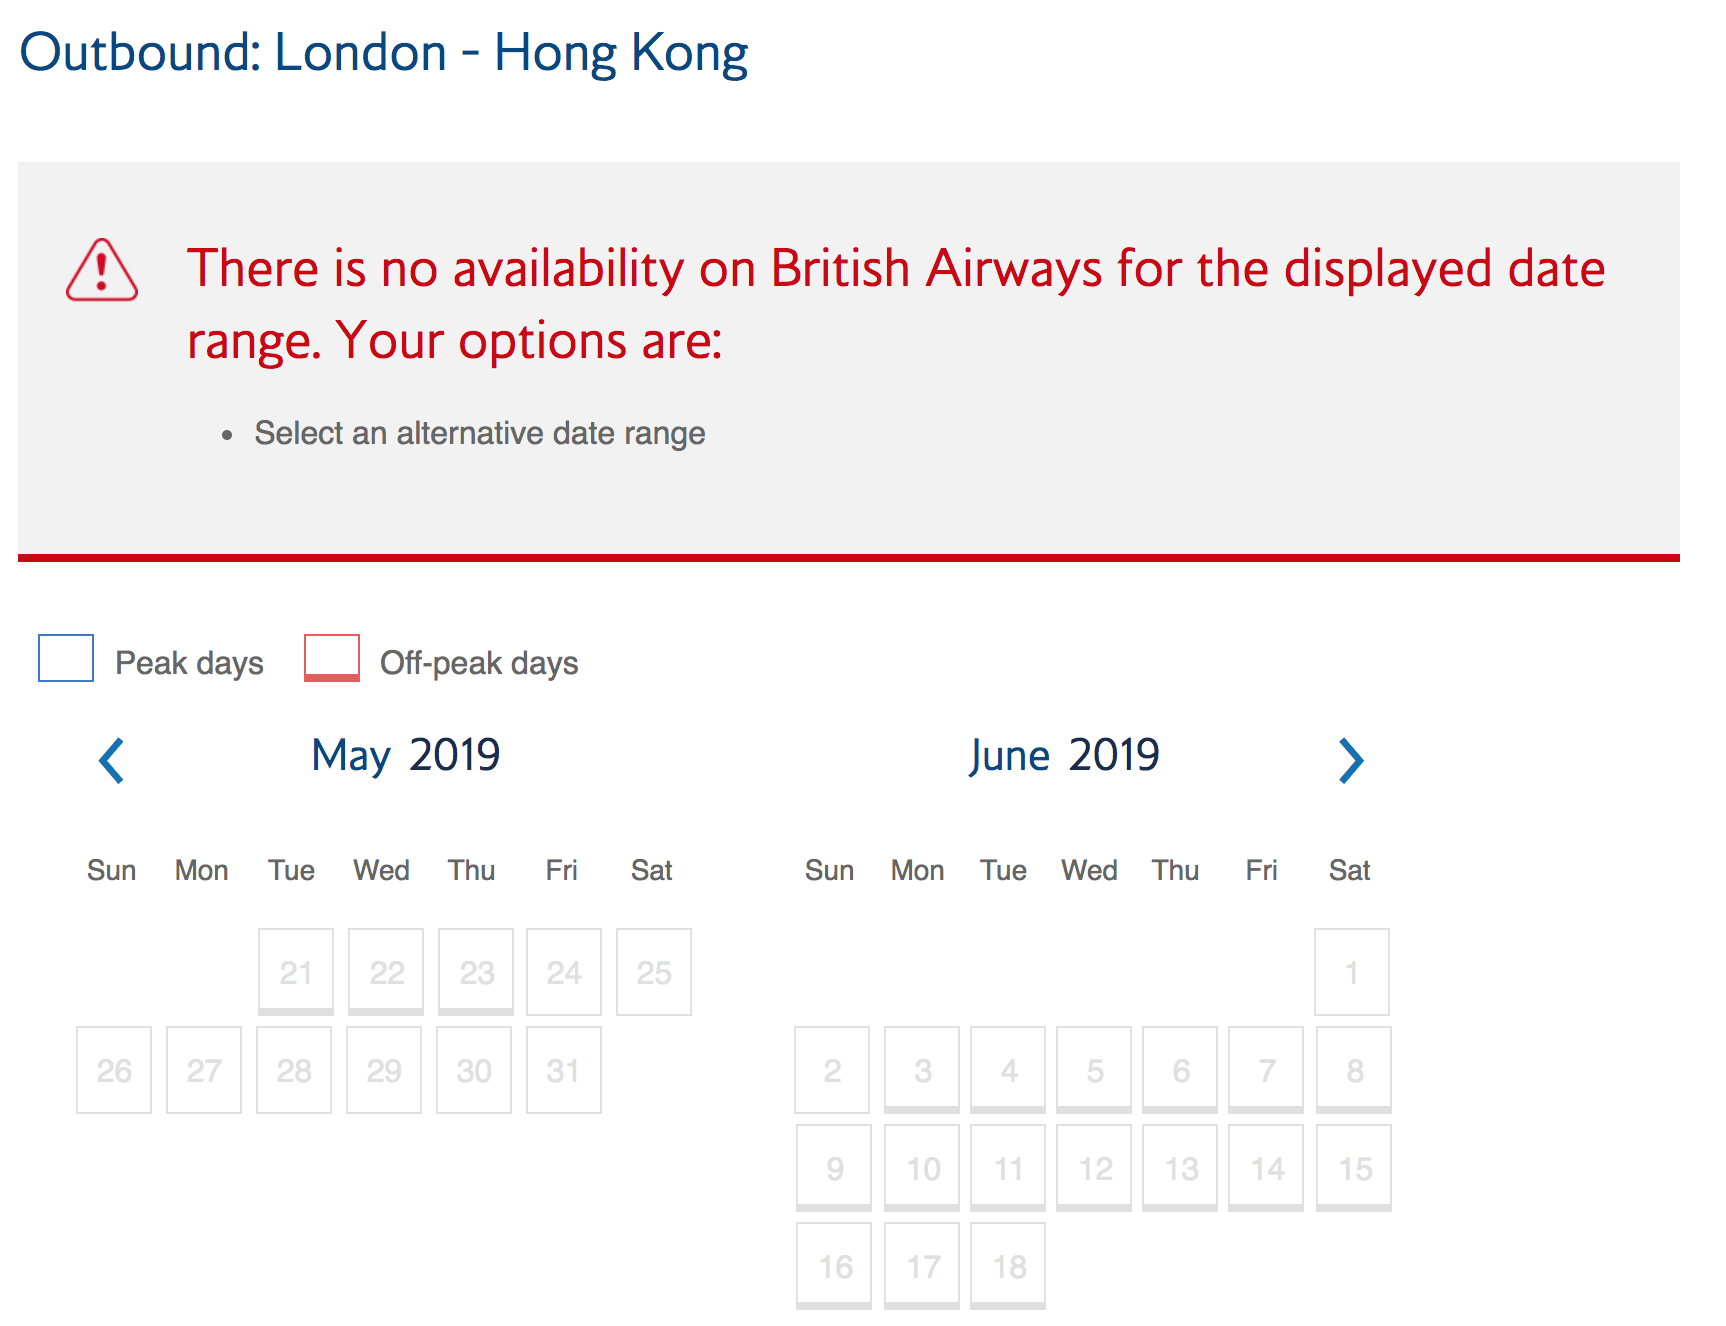 Outbound: London - Hong Kong
There is no availability on British Airways for the displayed date
range. Your options are:
• Select an alternative date range
Peak days Off-peak days
May 2019 June 2019
Sun Mon Tue Wed Thu Fri Sat Sun Mon Tue Wed Thu Fri Sat
21 22 23 24 25 1
26 27 28 29 30 31 2 3 4 5 6 7 8
9 10 11 12 13 14 15
16 17 18